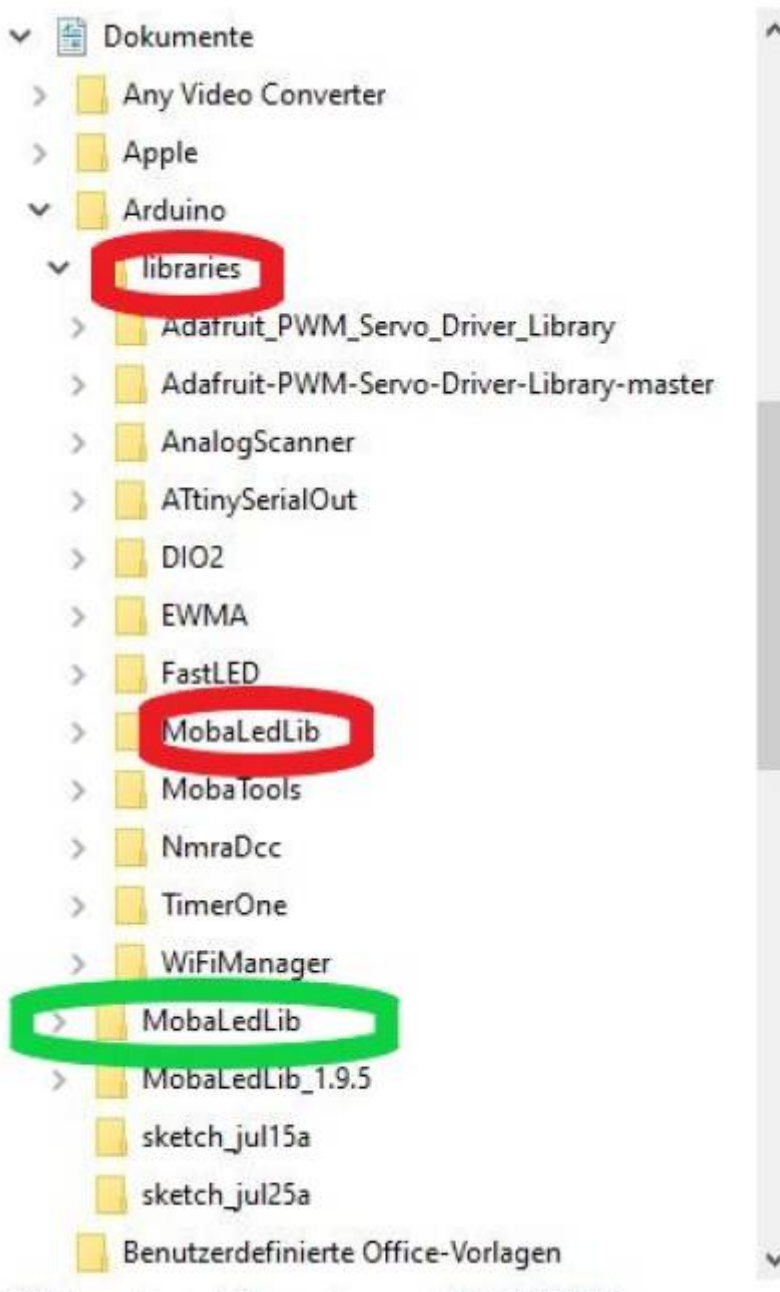 Dokumente
Any Video Converter
Apple
Arduino
libraries
Adafruit_PWM_Servo_Driver_Library
Adafruit-PWM-Servo-Driver-Library-master
AnalogScanner
ATtinySerialOut
DIO2
EWMA
FastLED
MobaLedLib
MobaTools
NmraDcc
TimerOne
WiFiManager
MobaLedLib
MobaLedLib_1.9.5
sketch_jul15a
sketch_jul25a
Benutzerdefinierte Office-Vorlagen